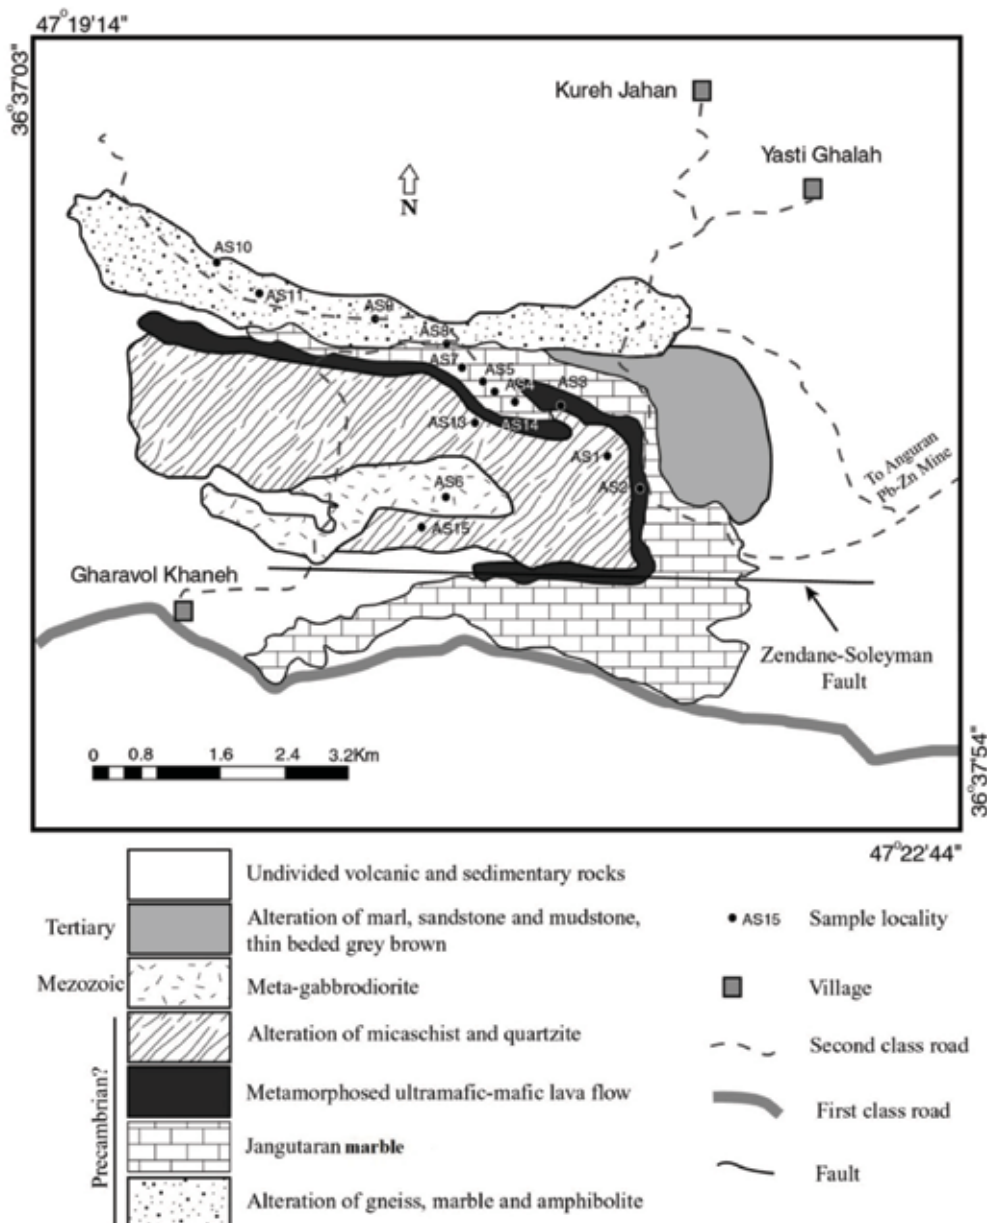 47°19'14"
36°37'03"
Kureh Jahan
Yasti Ghalah
N
AS10
AS11
AS9
AS8
AS7
AS5
AS4
AS3
AS13
AS14
AS1
AS2
AS6
AS15
To Anguran
Pb-Zn Mine
Gharavol Khaneh
Zendane-Soleyman
Fault
0 0.8 1.6 2.4 3.2Km
36°37'54"
47°22'44"
Undivided volcanic and sedimentary rocks
Tertiary
Alteration of marl, sandstone and mudstone,
thin beded grey brown
Mezozoic
Meta-gabbrodiorite
Precambrian?
Alteration of micaschist and quartzite
Metamorphosed ultramafic-mafic lava flow
Jangutaran marble
Alteration of gneiss, marble and amphibolite
AS15 Sample locality
Village
Second class road
First class road
Fault